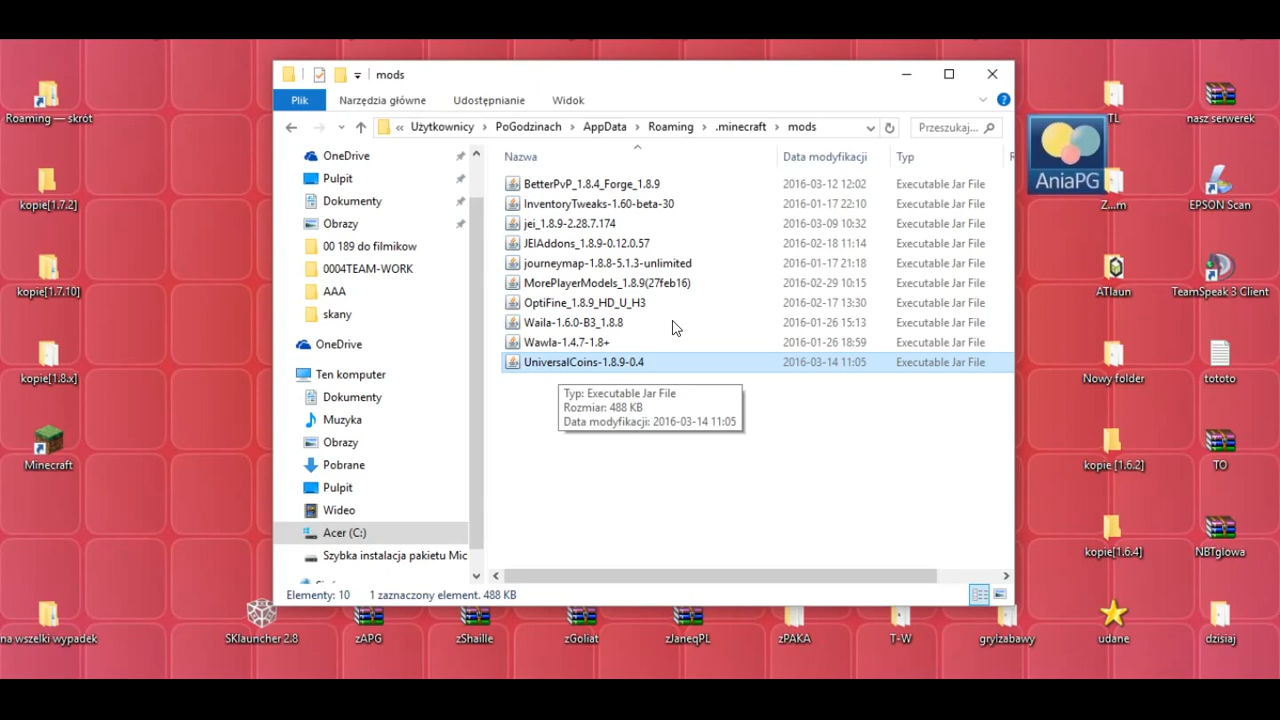 Roaming — skrót
kopie[1.7.2]
kopie[1.7.10]
kopie[1.8.x]
Minecraft
na wszelki wypadek
mods
Plik Narzędzia główne Udostępnianie Widok
« Użytkownicy > PoGodzinach > AppData > Roaming > .minecraft > mods
Przeszukaj...
OneDrive
Pulpit
Dokumenty
Obrazy
00 189 do filmikow
0004TEAM-WORK
AAA
skany
OneDrive
Ten komputer
Dokumenty
Muzyka
Obrazy
Pobrane
Pulpit
Wideo
Acer (C:)
Szybka instalacja pakietu Mic
Nazwa Data modyfikacji Typ
BetterPvP_1.8.4_Forge_1.8.9 2016-03-12 12:02 Executable Jar File
InventoryTweaks-1.60-beta-30 2016-01-17 22:10 Executable Jar File
jei_1.8.9-2.28.7.174 2016-03-09 10:32 Executable Jar File
JEIAddons_1.8.9-0.12.0.57 2016-02-18 11:14 Executable Jar File
journeymap-1.8.8-5.1.3-unlimited 2016-01-17 21:18 Executable Jar File
MorePlayerModels_1.8.9(27feb16) 2016-02-29 10:15 Executable Jar File
OptiFine_1.8.9_HD_U_H3 2016-02-17 13:30 Executable Jar File
Waila-1.6.0-B3_1.8.8 2016-01-26 15:13 Executable Jar File
Wawla-1.4.7-1.8+ 2016-01-26 18:59 Executable Jar File
UniversalCoins-1.8.9-0.4 2016-03-14 11:05 Executable Jar File
Typ: Executable Jar File
Rozmiar: 488 KB
Data modyfikacji: 2016-03-14 11:05
Elementy: 10 1 zaznaczony element. 488 KB
TL
nasz serwerek
AniaPG
Z...m
EPSON Scan
ATlaun
TeamSpeak 3 Client
Nowy folder
tototo
kopie [1.6.2]
TO
kopie[1.6.4]
NBTglowa
SKlauncher 2.8
zAPG
zShaille
zGoliat
zJaneqPL
zPAKA
T-W
gryIzabawy
udane
dzisiaj